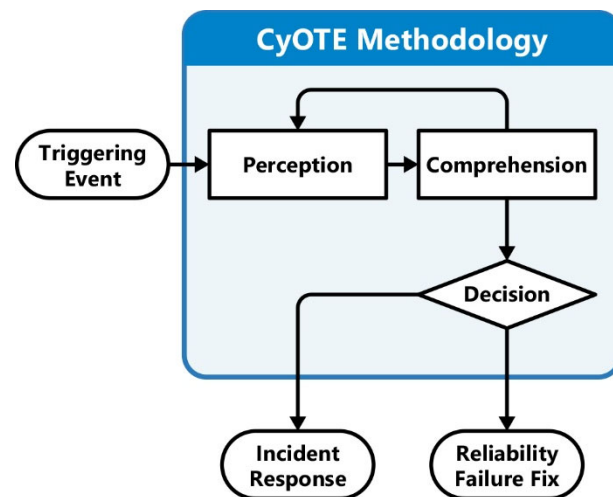 CyOTE Methodology
Triggering
Event
Perception
Comprehension
Decision
Incident
Response
Reliability
Failure Fix